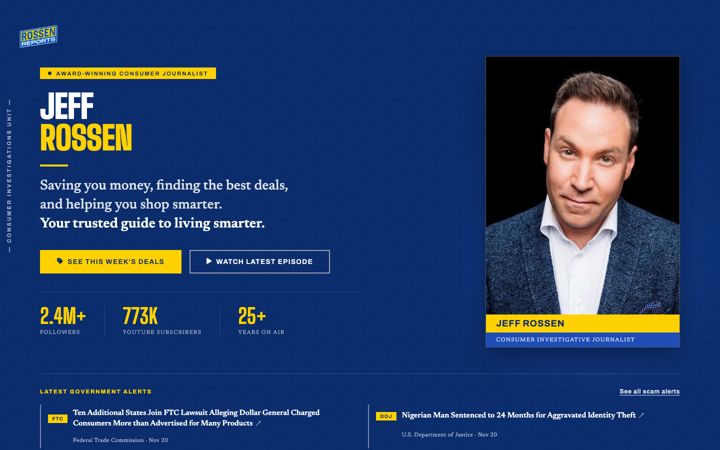 ROSSEN
REPORTS
— CONSUMER INVESTIGATIONS UNIT —
AWARD-WINNING CONSUMER JOURNALIST
JEFF
ROSSEN
Saving you money, finding the best deals,
and helping you shop smarter.
Your trusted guide to living smarter.
SEE THIS WEEK'S DEALS
WATCH LATEST EPISODE
2.4M+
FOLLOWERS
773K
YOUTUBE SUBSCRIBERS
25+
YEARS ON AIR
JEFF ROSSEN
CONSUMER INVESTIGATIVE JOURNALIST
LATEST GOVERNMENT ALERTS
See all scam alerts
FTC
Ten Additional States Join FTC Lawsuit Alleging Dollar General Charged
Consumers More than Advertised for Many Products ↗
Federal Trade Commission · Nov 20
DOJ
Nigerian Man Sentenced to 24 Months for Aggravated Identity Theft ↗
U.S. Department of Justice · Nov 20